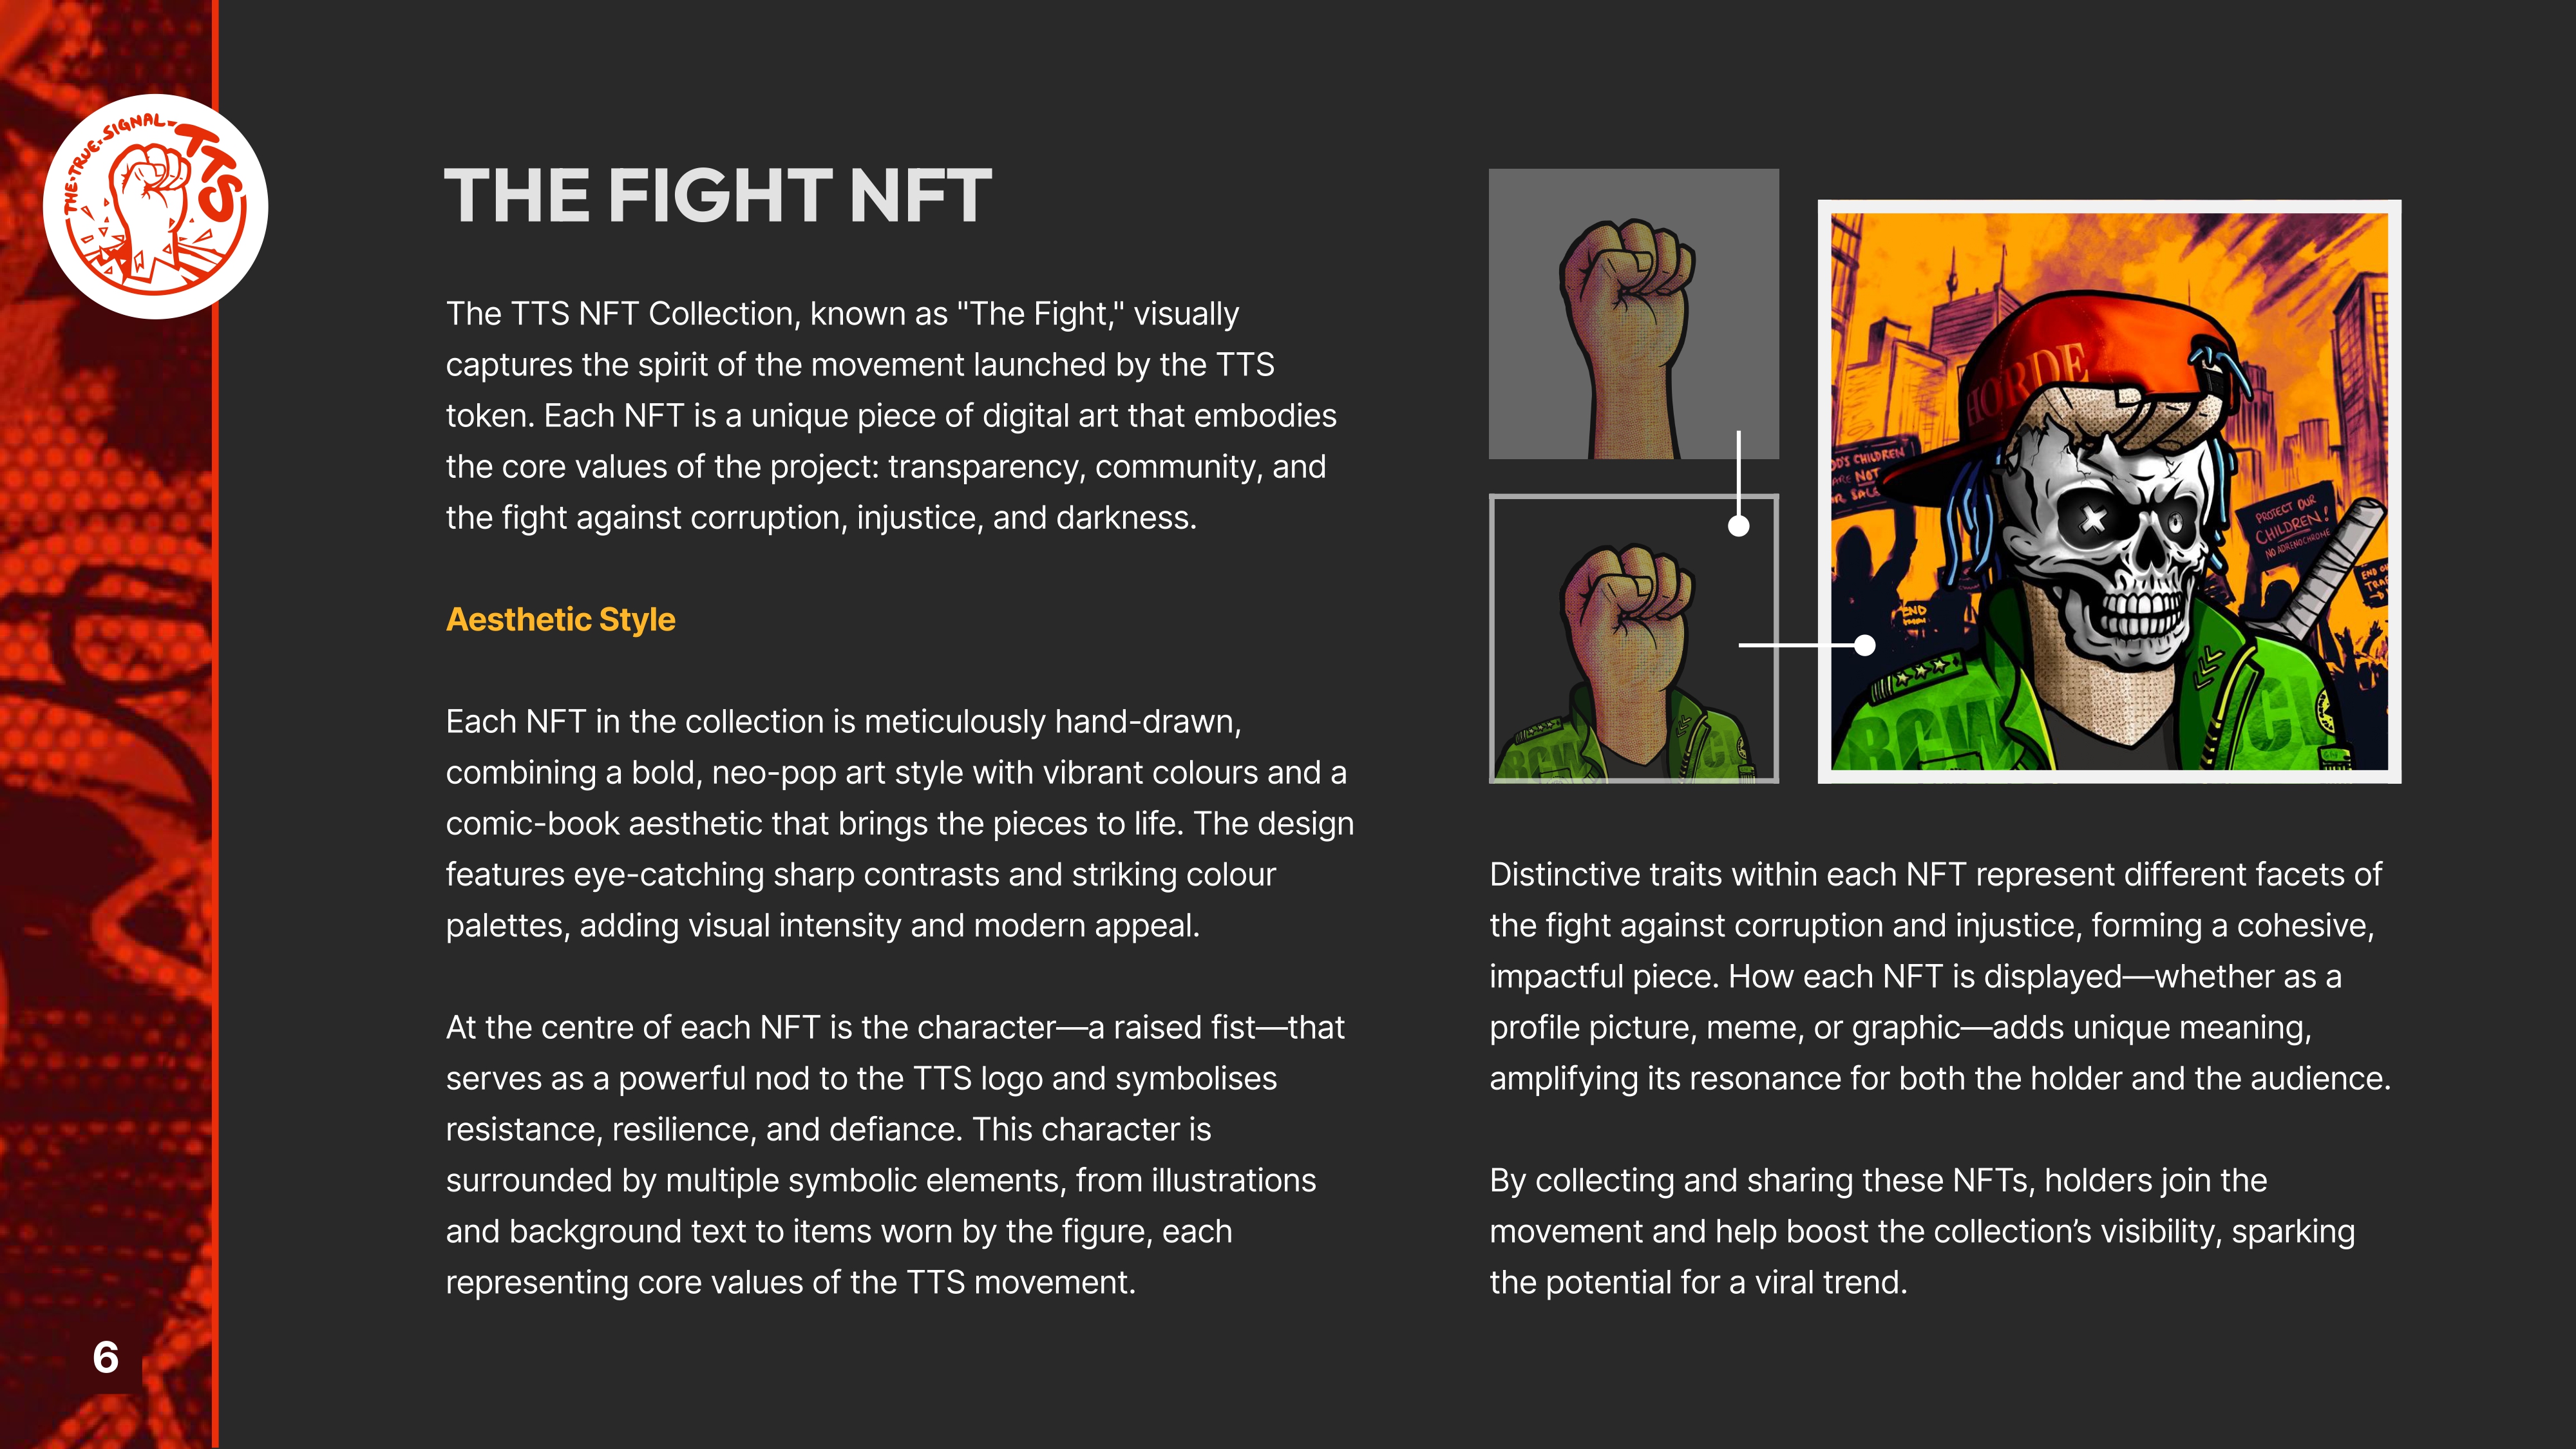 THE•TRUE•SIGNAL•
TTS
THE FIGHT NFT
The TTS NFT Collection, known as "The Fight," visually
captures the spirit of the movement launched by the TTS
token. Each NFT is a unique piece of digital art that embodies
the core values of the project: transparency, community, and
the fight against corruption, injustice, and darkness.
Aesthetic Style
Each NFT in the collection is meticulously hand-drawn,
combining a bold, neo-pop art style with vibrant colours and a
comic-book aesthetic that brings the pieces to life. The design
features eye-catching sharp contrasts and striking colour
palettes, adding visual intensity and modern appeal.
At the centre of each NFT is the character—a raised fist—that
serves as a powerful nod to the TTS logo and symbolises
resistance, resilience, and defiance. This character is
surrounded by multiple symbolic elements, from illustrations
and background text to items worn by the figure, each
representing core values of the TTS movement.
HORDE
OD'S CHILDREN
ARE NOT
R SALE
PROTECT OUR
CHILDREN!
NO ADRENOCHROME
END
END OU
TRAF
RCW
CL
RCW
CL
Distinctive traits within each NFT represent different facets of
the fight against corruption and injustice, forming a cohesive,
impactful piece. How each NFT is displayed—whether as a
profile picture, meme, or graphic—adds unique meaning,
amplifying its resonance for both the holder and the audience.
By collecting and sharing these NFTs, holders join the
movement and help boost the collection’s visibility, sparking
the potential for a viral trend.
6